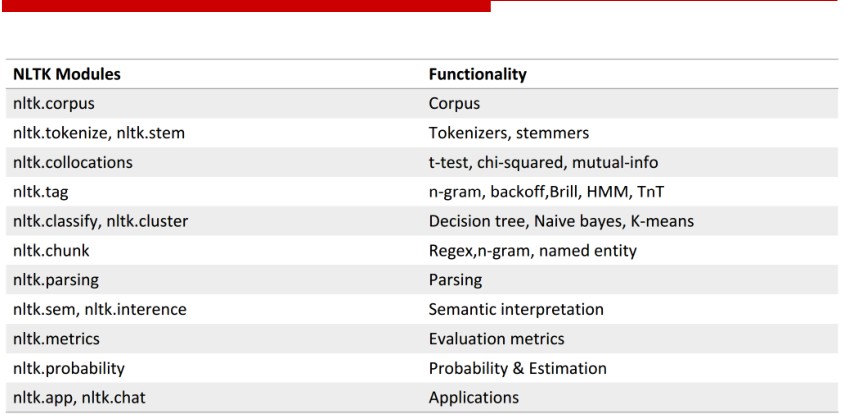 NLTK Modules Functionality
nltk.corpus Corpus
nltk.tokenize, nltk.stem Tokenizers, stemmers
nltk.collocations t-test, chi-squared, mutual-info
nltk.tag n-gram, backoff,Brill, HMM, TnT
nltk.classify, nltk.cluster Decision tree, Naive bayes, K-means
nltk.chunk Regex,n-gram, named entity
nltk.parsing Parsing
nltk.sem, nltk.interence Semantic interpretation
nltk.metrics Evaluation metrics
nltk.probability Probability & Estimation
nltk.app, nltk.chat Applications